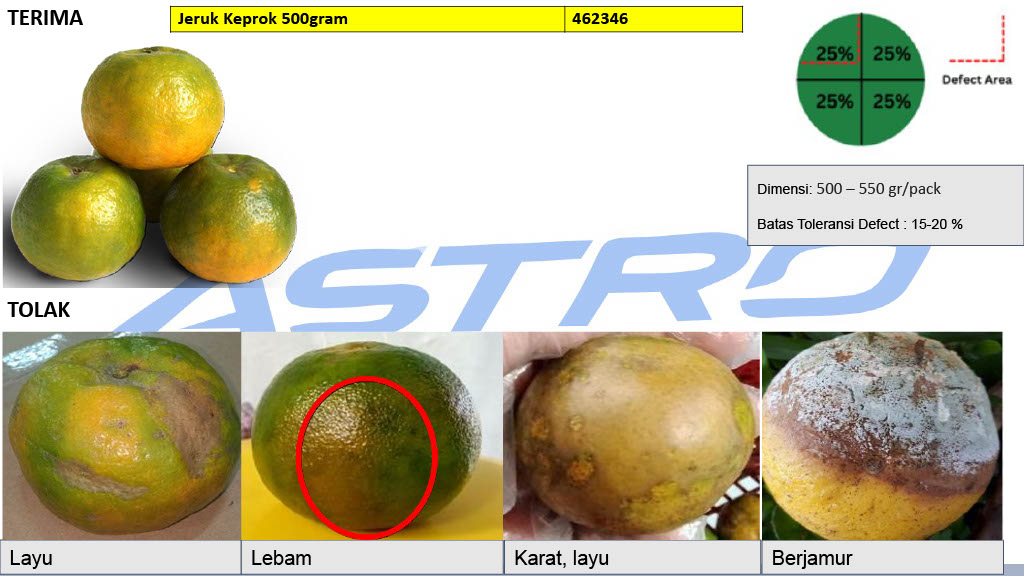 TERIMA
Jeruk Keprok 500gram
462346
25% 25%
25% 25%
Defect Area
Dimensi: 500 – 550 gr/pack
Batas Toleransi Defect : 15-20 %
ASTRO
TOLAK
Layu
Lebam
Karat, layu
Berjamur